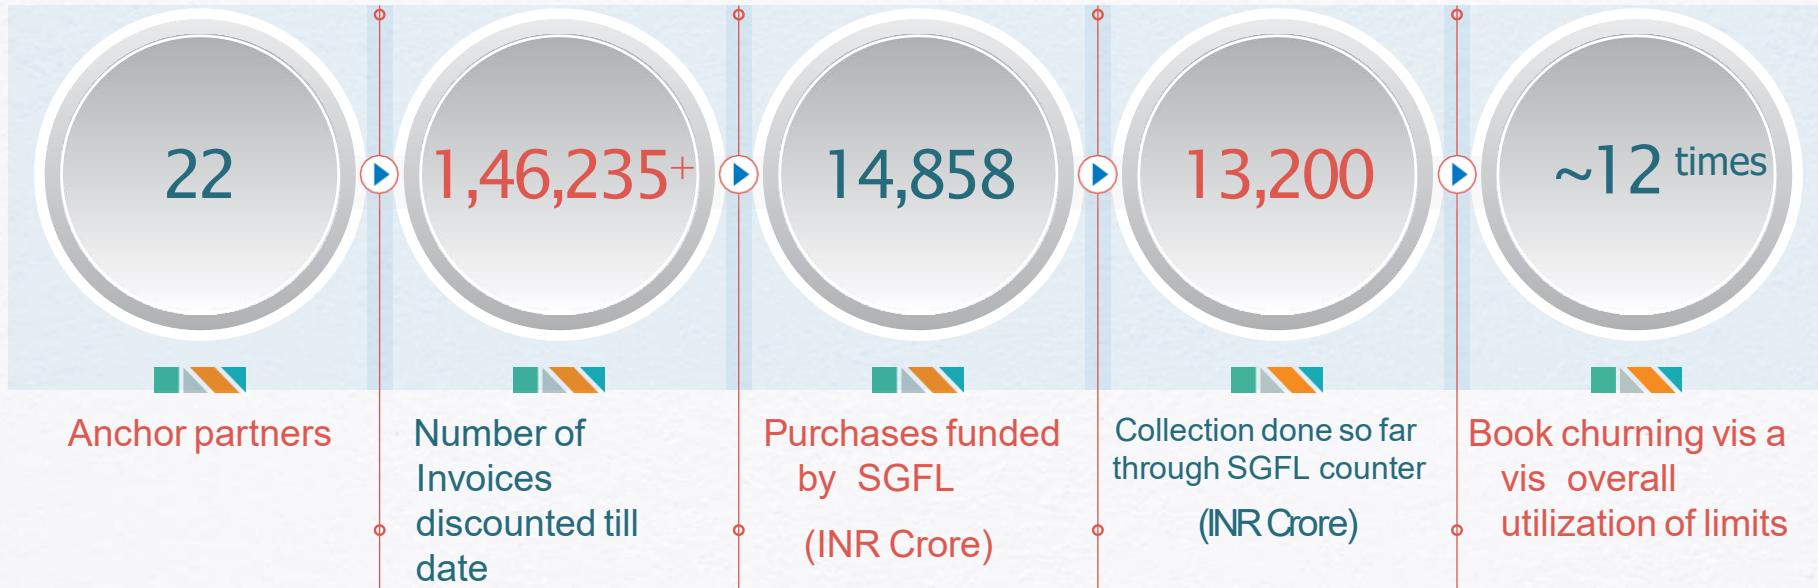 22
1,46,235+
14,858
13,200
~12 times
Anchor partners
Number of
Invoices
discounted till
date
Purchases funded
by SGFL
(INR Crore)
Collection done so far
through SGFL counter
(INR Crore)
Book churning vis a
vis overall
utilization of limits